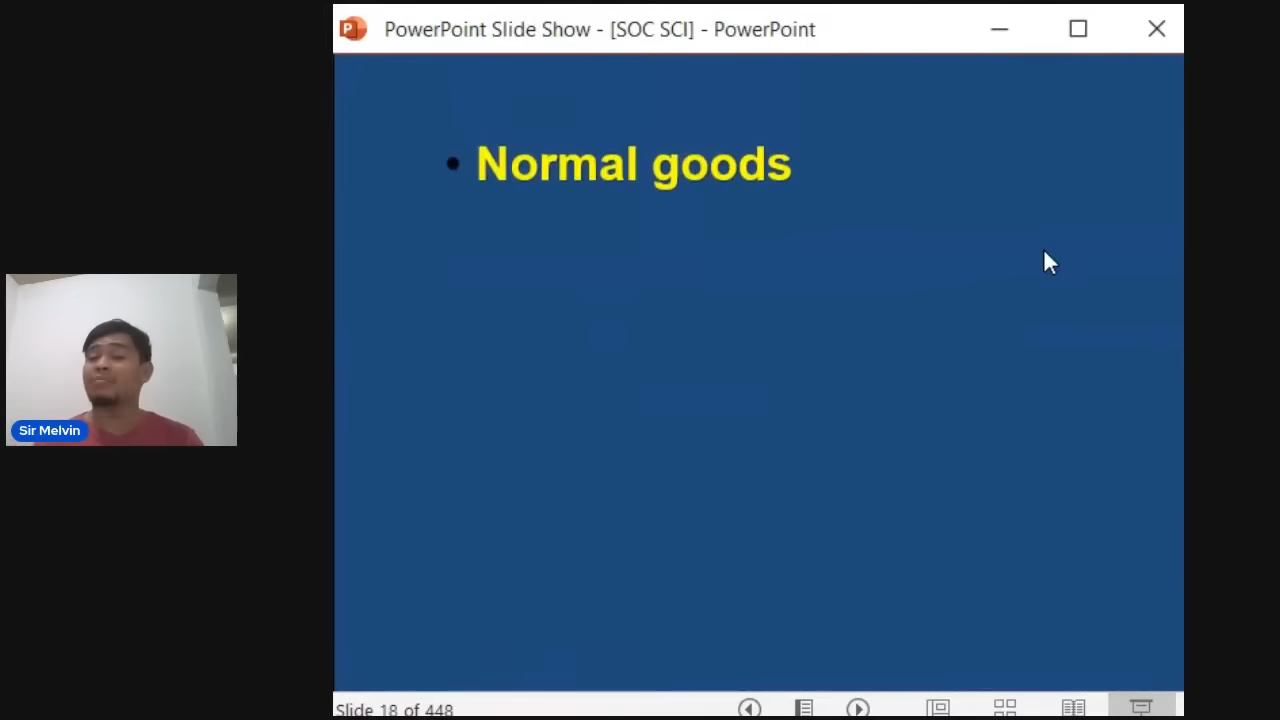 PowerPoint Slide Show - [SOC SCI] - PowerPoint
• Normal goods
Sir Melvin
Slide 18 of 448